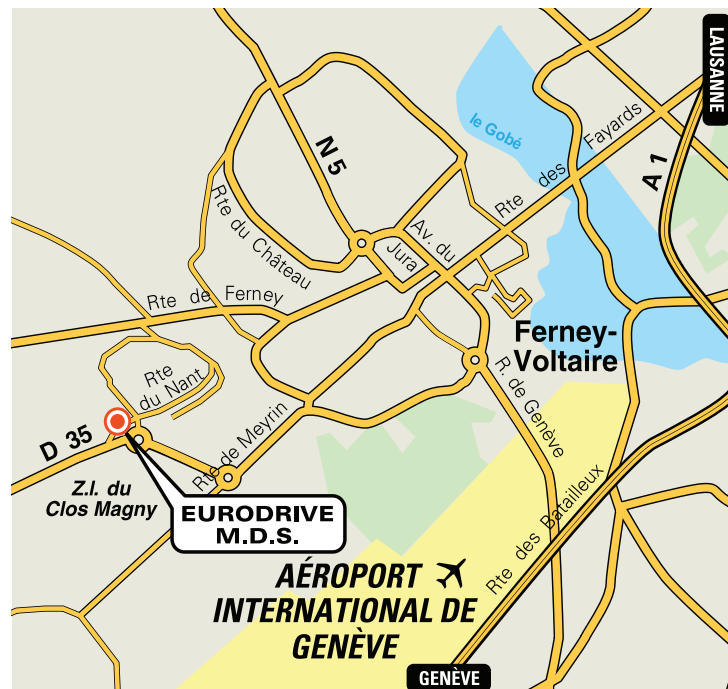 LAUSANNE
le Gobé
Rte des Fayards
N 5
A 1
Rte du Château
Av. du
Jura
Rte de Ferney
Ferney-
Voltaire
Rte
du Nant
R. de Genève
D 35
Rte de Meyrin
Z.I. du
Clos Magny
EURODRIVE
M.D.S.
Rte des Batailleux
AÉROPORT
INTERNATIONAL DE
GENÈVE
GENÈVE